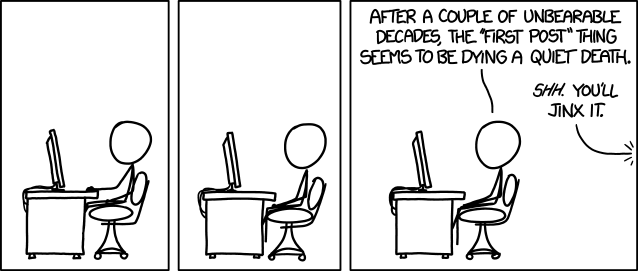 AFTER A COUPLE OF UNBEARABLE
DECADES, THE "FIRST POST" THING
SEEMS TO BE DYING A QUIET DEATH.
SHH. YOU'LL
JINX IT.